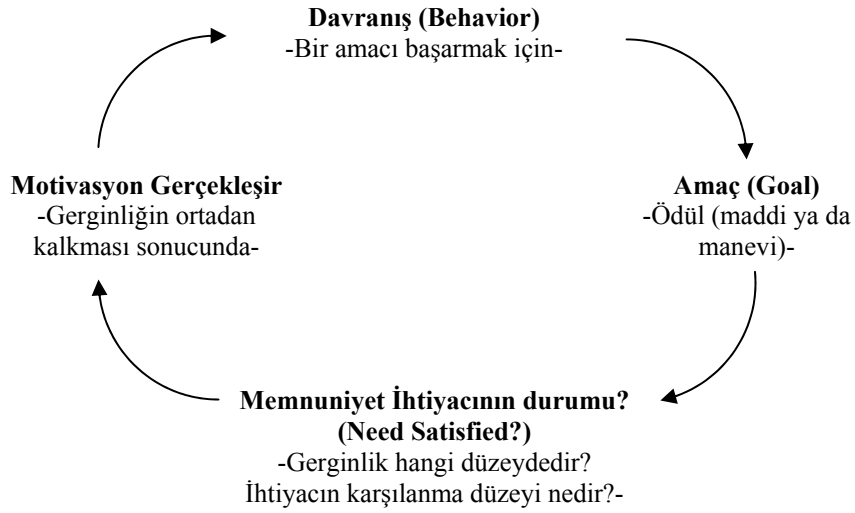 Davranış (Behavior)
-Bir amacı başarmak için-
Motivasyon Gerçekleşir
-Gerginliğin ortadan
kalkması sonucunda-
Amaç (Goal)
-Ödül (maddi ya da
manevi)-
Memnuniyet İhtiyacının durumu?
(Need Satisfied?)
-Gerginlik hangi düzeydedir?
İhtiyacın karşılanma düzeyi nedir?-